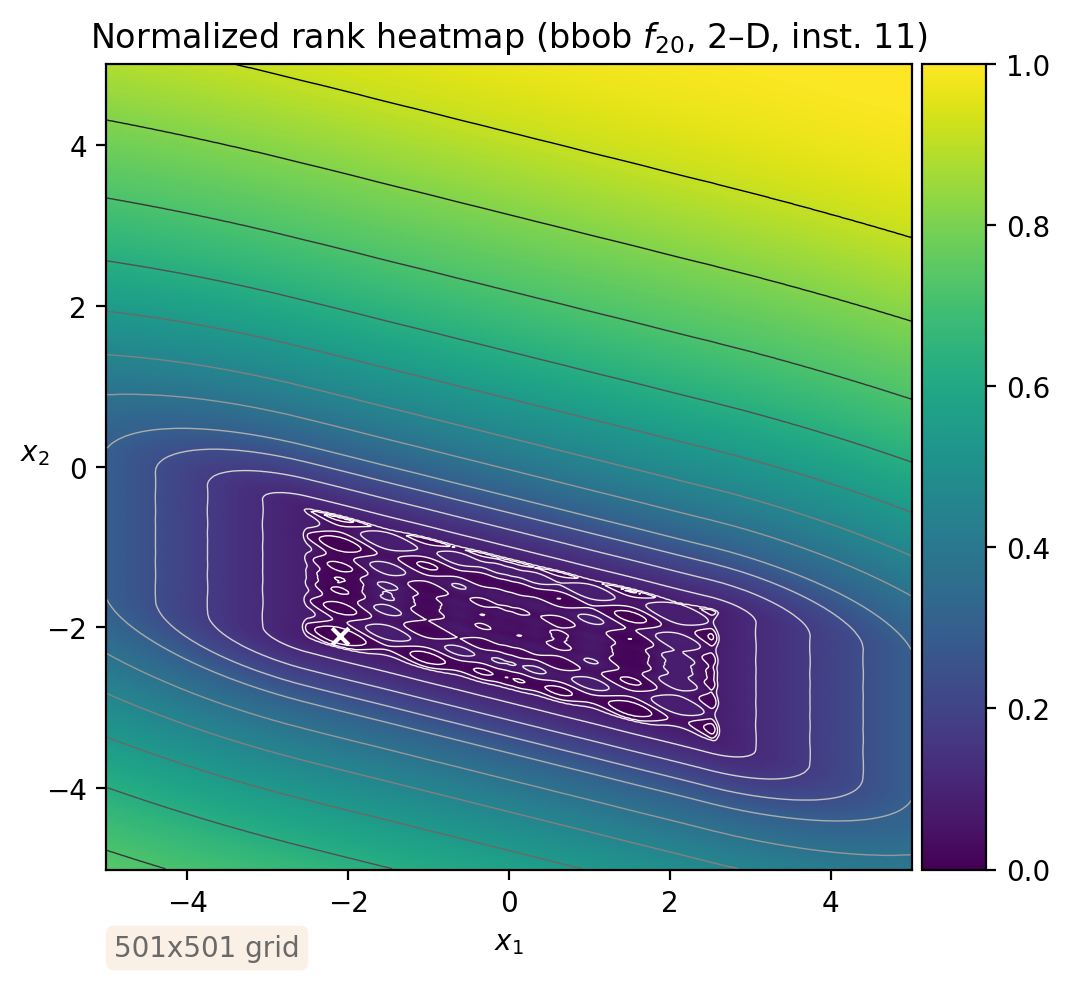 Normalized rank heatmap (bbob f20, 2–D, inst. 11)
1.0
0.8
0.6
0.4
0.2
0.0
4
2
0
−2
−4
x2
−4 −2 0 2 4
x1
501x501 grid